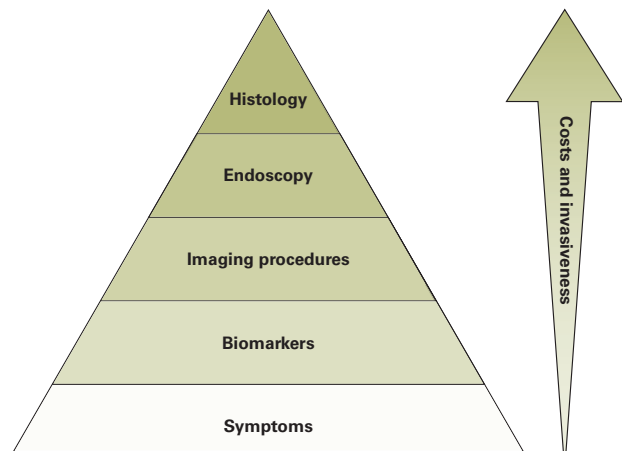 Histology
Endoscopy
Imaging procedures
Biomarkers
Symptoms
Costs and invasiveness